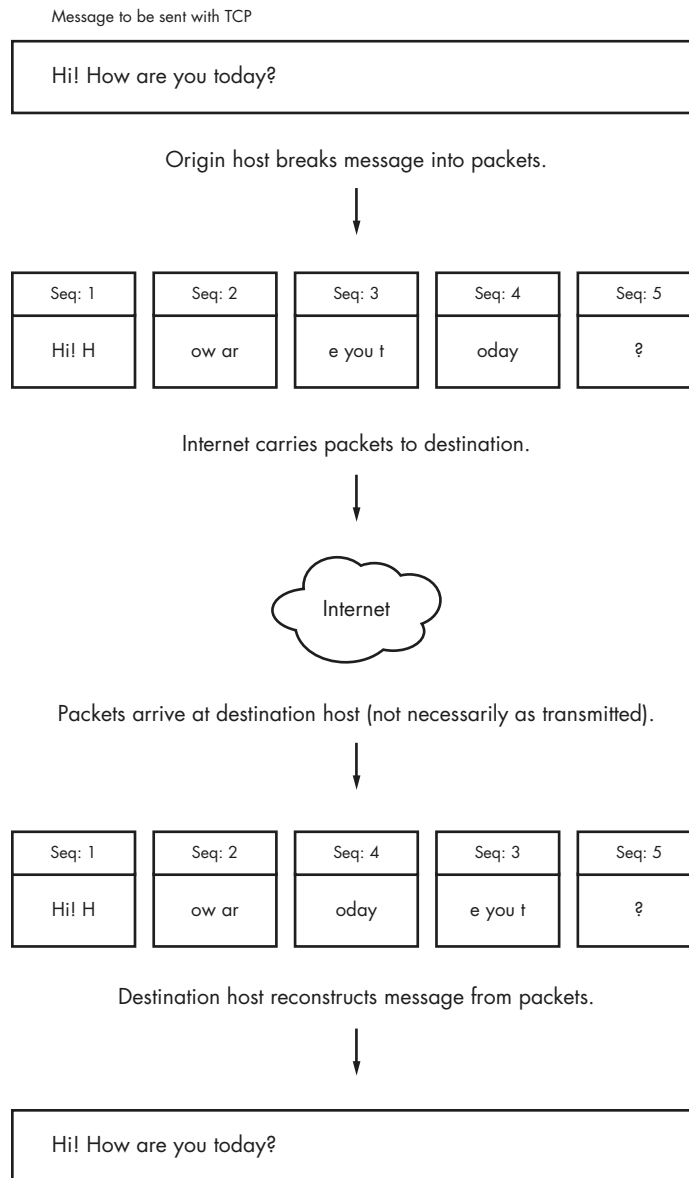 Message to be sent with TCP
Hi! How are you today?
Origin host breaks message into packets.
Seq: 1
Seq: 2
Seq: 3
Seq: 4
Seq: 5
Hi! H
ow ar
e you t
oday
?
Internet carries packets to destination.
Internet
Packets arrive at destination host (not necessarily as transmitted).
Seq: 1
Seq: 2
Seq: 4
Seq: 3
Seq: 5
Hi! H
ow ar
oday
e you t
?
Destination host reconstructs message from packets.
Hi! How are you today?